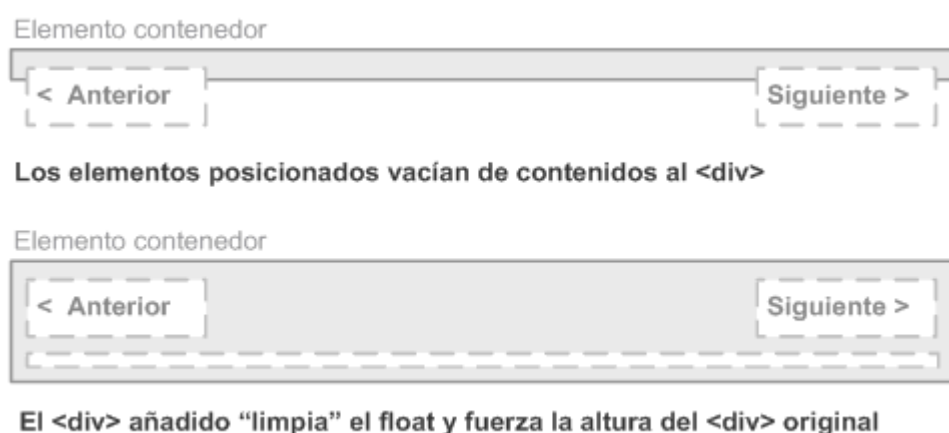 Elemento contenedor
< Anterior Siguiente >
Los elementos posicionados vacían de contenidos al <div>
Elemento contenedor
< Anterior Siguiente >
El <div> añadido “limpia” el float y fuerza la altura del <div> original